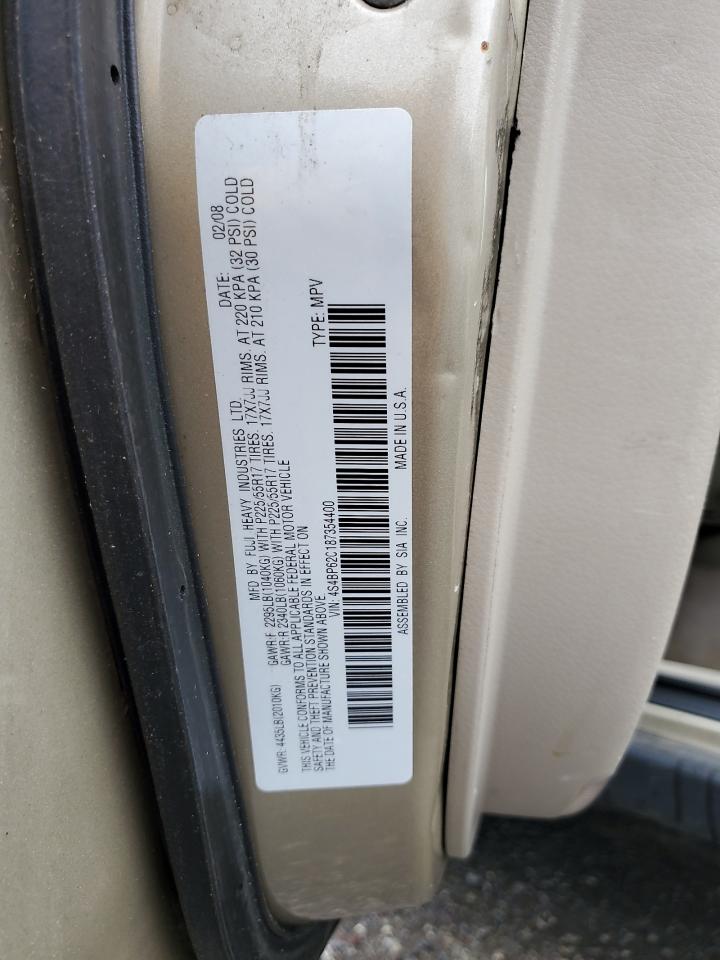 MFD BY FUJI HEAVY INDUSTRIES LTD. DATE: 02/08
GVWR: 4435LB(2010KG) GAWR:F 2295LB(1040KG) WITH P225/55R17 TIRES. 17X7JJ RIMS. AT 220 KPA (32 PSI) COLD
GAWR:R 2340LB(1060KG) WITH P225/55R17 TIRES. 17X7JJ RIMS. AT 210 KPA (30 PSI) COLD
THIS VEHICLE CONFORMS TO ALL APPLICABLE FEDERAL MOTOR VEHICLE
SAFETY AND THEFT PREVENTION STANDARDS IN EFFECT ON
THE DATE OF MANUFACTURE SHOWN ABOVE.
VIN: 4S4BP62C187354400 TYPE: MPV
ASSEMBLED BY SIA INC. MADE IN U.S.A.